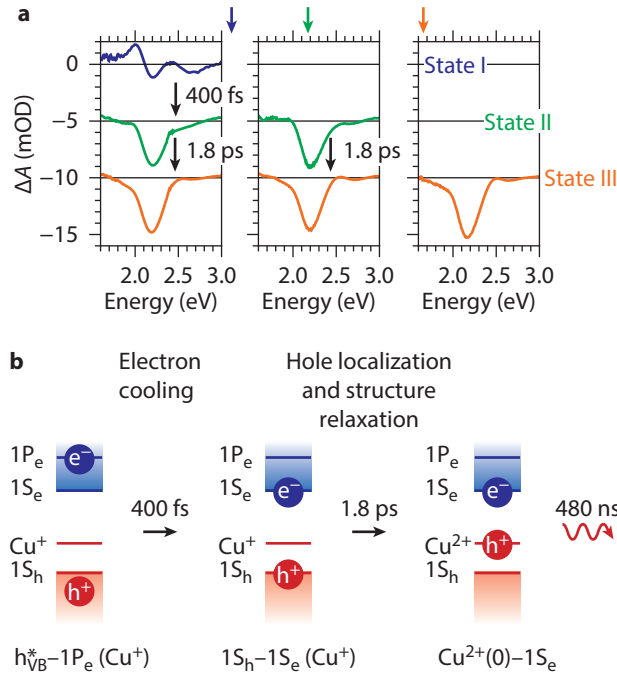 a
0
−5
−10
−15
ΔA (mOD)
400 fs
1.8 ps
1.8 ps
State I
State II
State III
2.0 2.5 3.0
2.0 2.5 3.0
2.0 2.5 3.0
Energy (eV)
Energy (eV)
Energy (eV)
b
Electron
cooling
Hole localization
and structure
relaxation
1Pₑ
e⁻
1Sₑ
Cu⁺
1Sₕ
h⁺
400 fs
1Pₑ
1Sₑ
e⁻
Cu⁺
1Sₕ
h⁺
1.8 ps
1Pₑ
1Sₑ
e⁻
Cu²⁺
h⁺
1Sₕ
480 ns
h*VB–1Pₑ (Cu⁺)
1Sₕ–1Sₑ (Cu⁺)
Cu²⁺(0)–1Sₑ